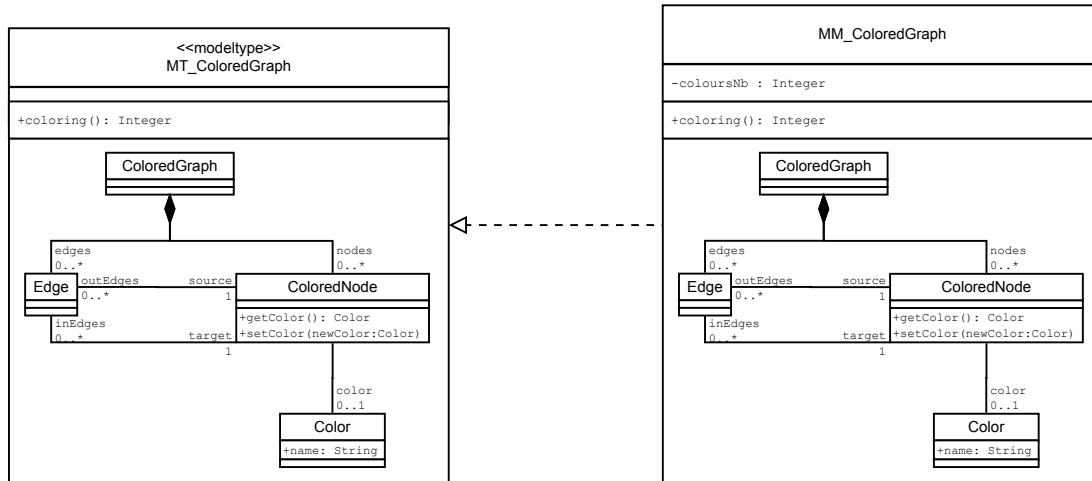 <<modeltype>>
MT_ColoredGraph
+coloring(): Integer
ColoredGraph
edges
0..*
nodes
0..*
Edge
outEdges
0..*
source
1
ColoredNode
+getColor(): Color
+setColor(newColor:Color)
inEdges
0..*
target
1
color
0..1
Color
+name: String
MM_ColoredGraph
-coloursNb : Integer
+coloring(): Integer
ColoredGraph
edges
0..*
nodes
0..*
Edge
outEdges
0..*
source
1
ColoredNode
+getColor(): Color
+setColor(newColor:Color)
inEdges
0..*
target
1
color
0..1
Color
+name: String